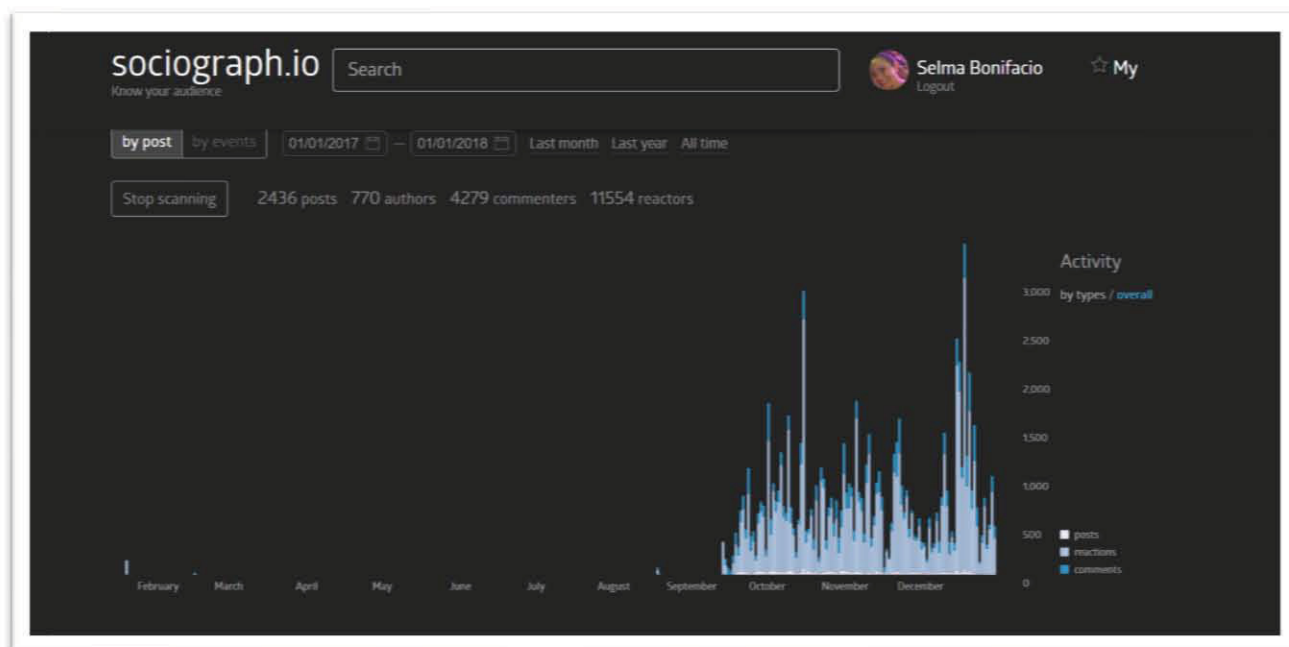 sociograph.io
Know your audience
Search
Selma Bonifacio
Logout
My
by post by events 01/01/2017 — 01/01/2018 Last month Last year All time
Stop scanning 2436 posts 770 authors 4279 commenters 11554 reactors
Activity
by types / overall
3,000
2,500
2,000
1,500
1,000
500
0
posts
reactions
comments
February March April May June July August September October November December